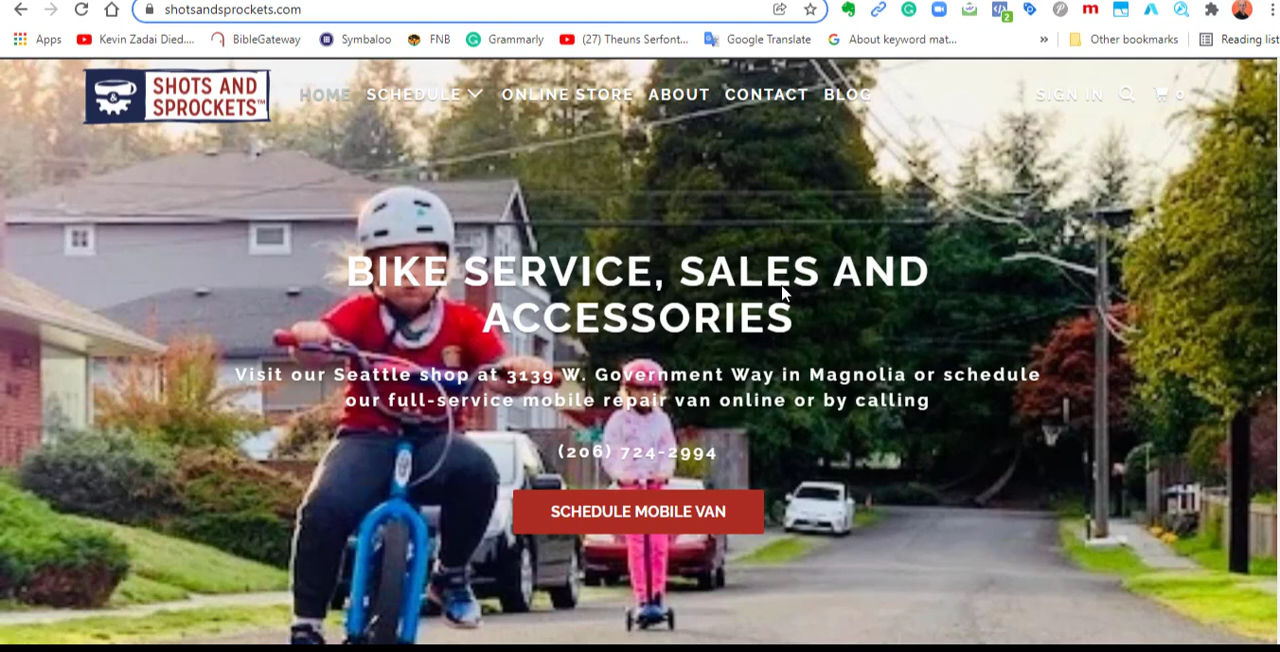 shotsandsprockets.com
2
Apps Kevin Zadai Died.... BibleGateway Symbaloo FNB Grammarly (27) Theuns Serfont... Google Translate About keyword mat... » Other bookmarks Reading list
SHOTS AND
SPROCKETS™
&
HOME SCHEDULE ONLINE STORE ABOUT CONTACT BLOG SIGN IN 0
BIKE SERVICE, SALES AND
ACCESSORIES
Visit our Seattle shop at 3139 W. Government Way in Magnolia or schedule
our full-service mobile repair van online or by calling
(206) 724-2994
SCHEDULE MOBILE VAN